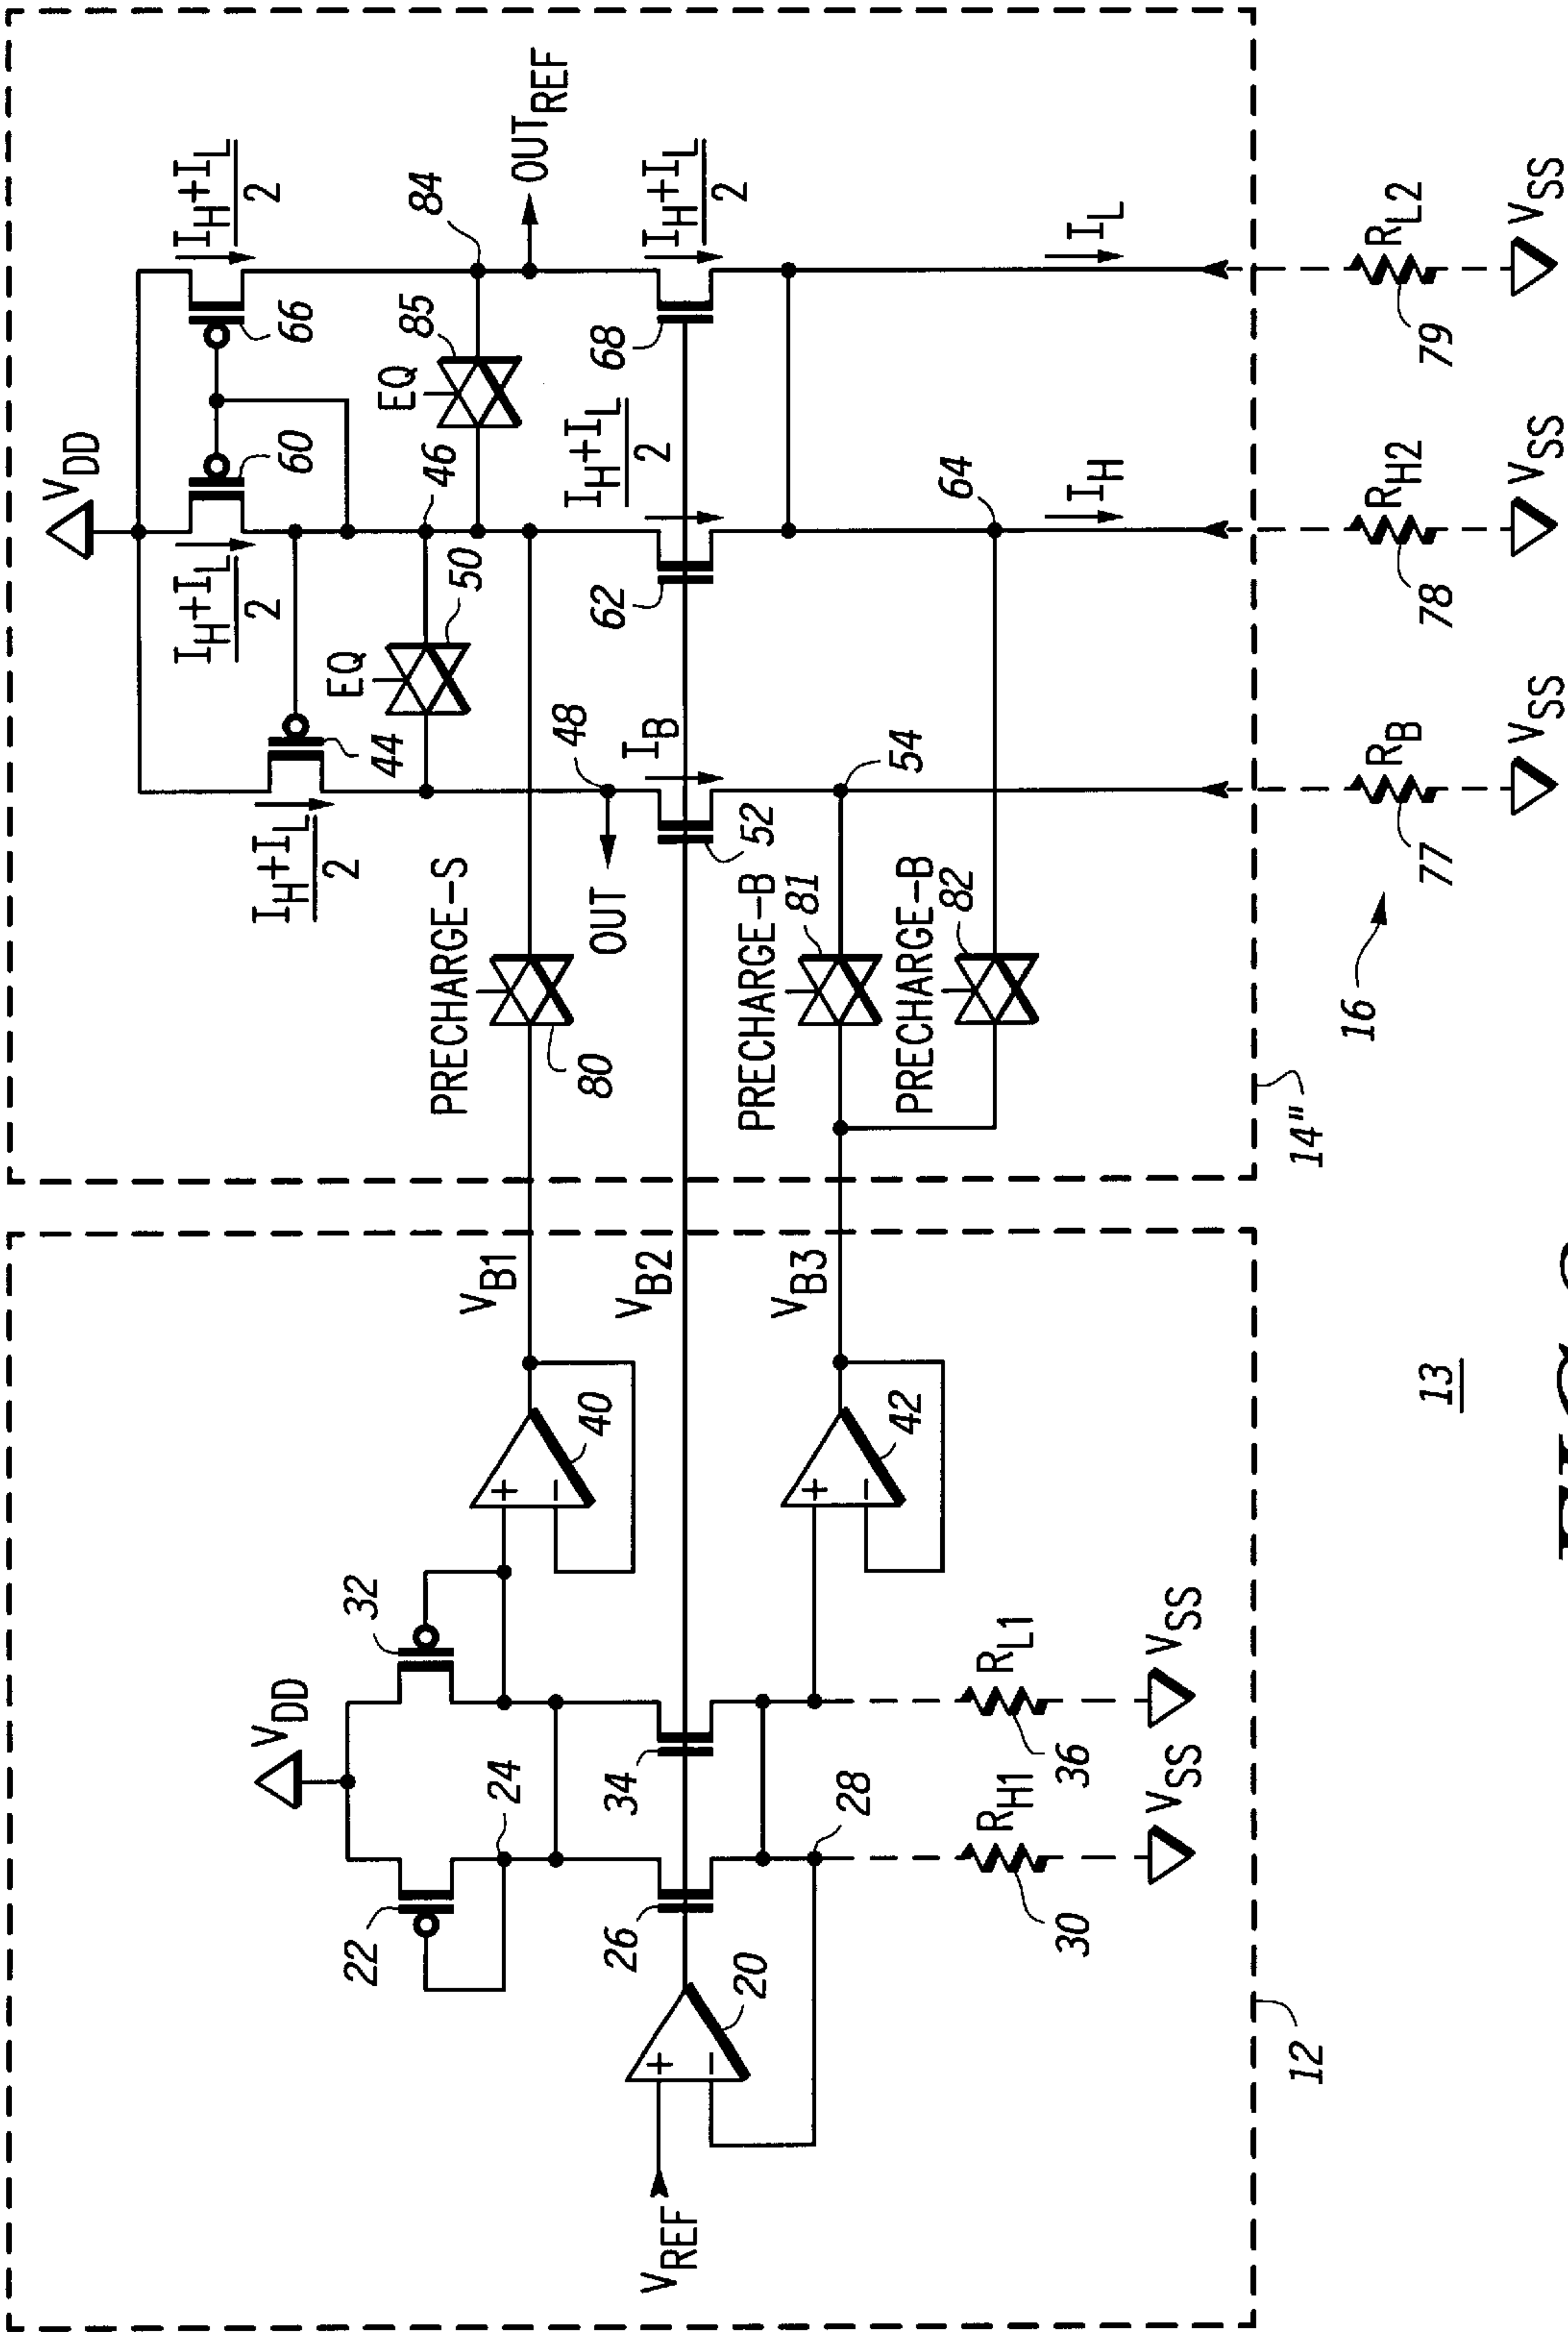 V_DD
I_H+I_L
2
I_H+I_L
2
I_H+I_L
2
60
66
44
EQ
50
46
EQ
85
84
OUT_REF
PRECHARGE-S
80
OUT
48
I_B
52
62
I_H+I_L
2
68
I_H+I_L
2
PRECHARGE-B
81
54
PRECHARGE-B
82
64
I_H
I_L
14"
16
77
R_B
V_SS
78
R_H2
V_SS
79
R_L2
V_SS
V_DD
22
32
24
40
V_B1
V_REF
20
26
34
V_B2
28
42
V_B3
30
R_H1
V_SS
36
R_L1
V_SS
12
13
+
−
+
−
+
−